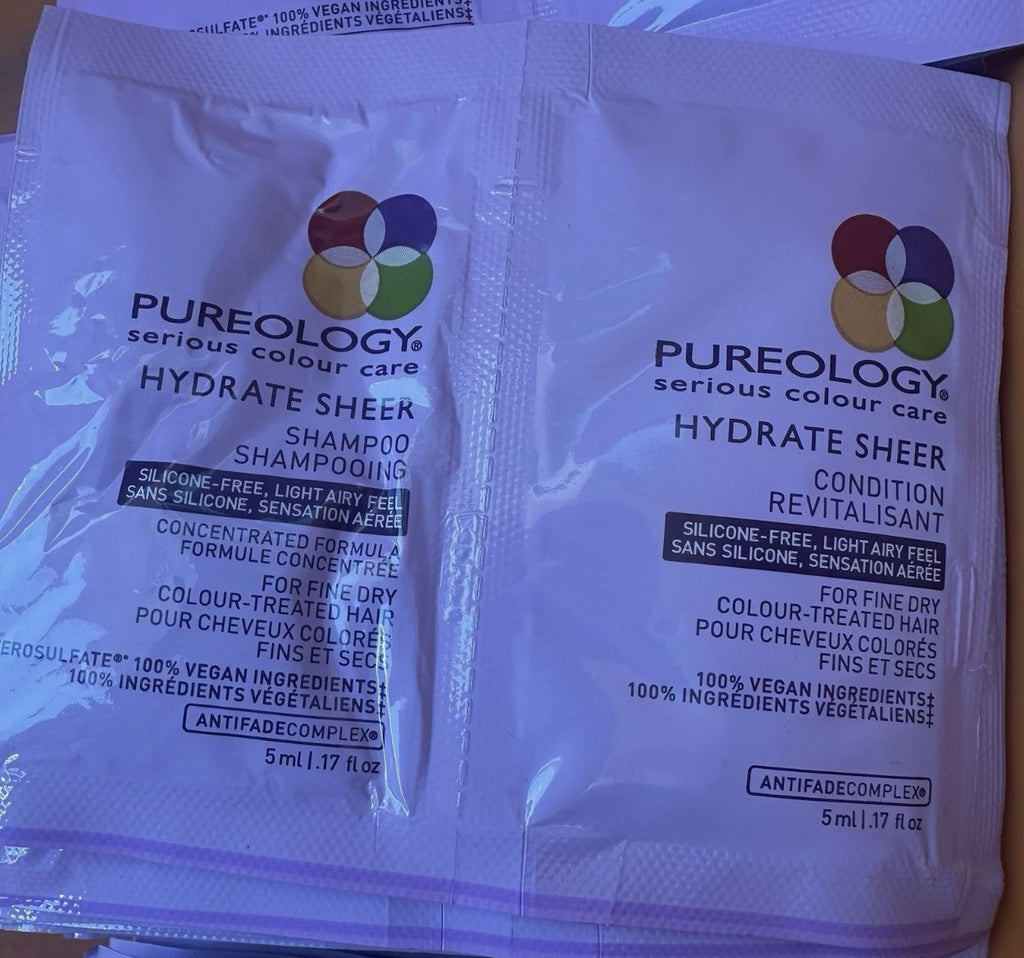 SULFATE®* 100% VEGAN INGREDIENTS‡
INGRÉDIENTS VÉGÉTALIENS‡
PUREOLOGY®
serious colour care
HYDRATE SHEER
SHAMPOO
SHAMPOOING
SILICONE-FREE, LIGHT AIRY FEEL
SANS SILICONE, SENSATION AÉRÉE
CONCENTRATED FORMULA
FORMULE CONCENTRÉE
FOR FINE DRY
COLOUR-TREATED HAIR
POUR CHEVEUX COLORÉS
FINS ET SECS
EROSULFATE®* 100% VEGAN INGREDIENTS‡
100% INGRÉDIENTS VÉGÉTALIENS‡
ANTIFADECOMPLEX®
5 ml | .17 fl oz
PUREOLOGY®
serious colour care
HYDRATE SHEER
CONDITION
REVITALISANT
SILICONE-FREE, LIGHT AIRY FEEL
SANS SILICONE, SENSATION AÉRÉE
FOR FINE DRY
COLOUR-TREATED HAIR
POUR CHEVEUX COLORÉS
FINS ET SECS
100% VEGAN INGREDIENTS‡
100% INGRÉDIENTS VÉGÉTALIENS‡
ANTIFADECOMPLEX®
5 ml | .17 fl oz